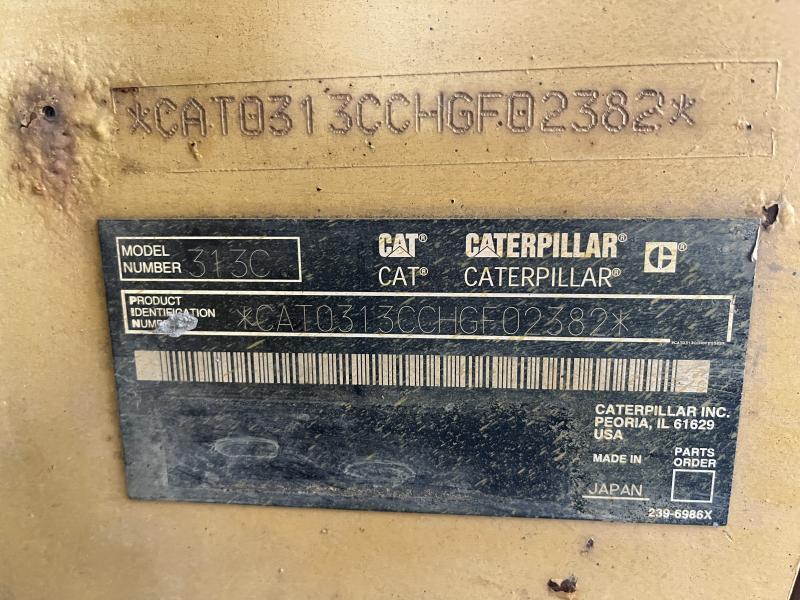 *CAT0313CCHGF02382*
MODEL NUMBER 313C
CAT® CATERPILLAR® C®
CAT® CATERPILLAR®
PRODUCT
IDENTIFICATION
NUMBER *CAT0313CCHGF02382*
CATERPILLAR INC.
PEORIA, IL 61629
USA
MADE IN JAPAN
PARTS ORDER
239-6986X